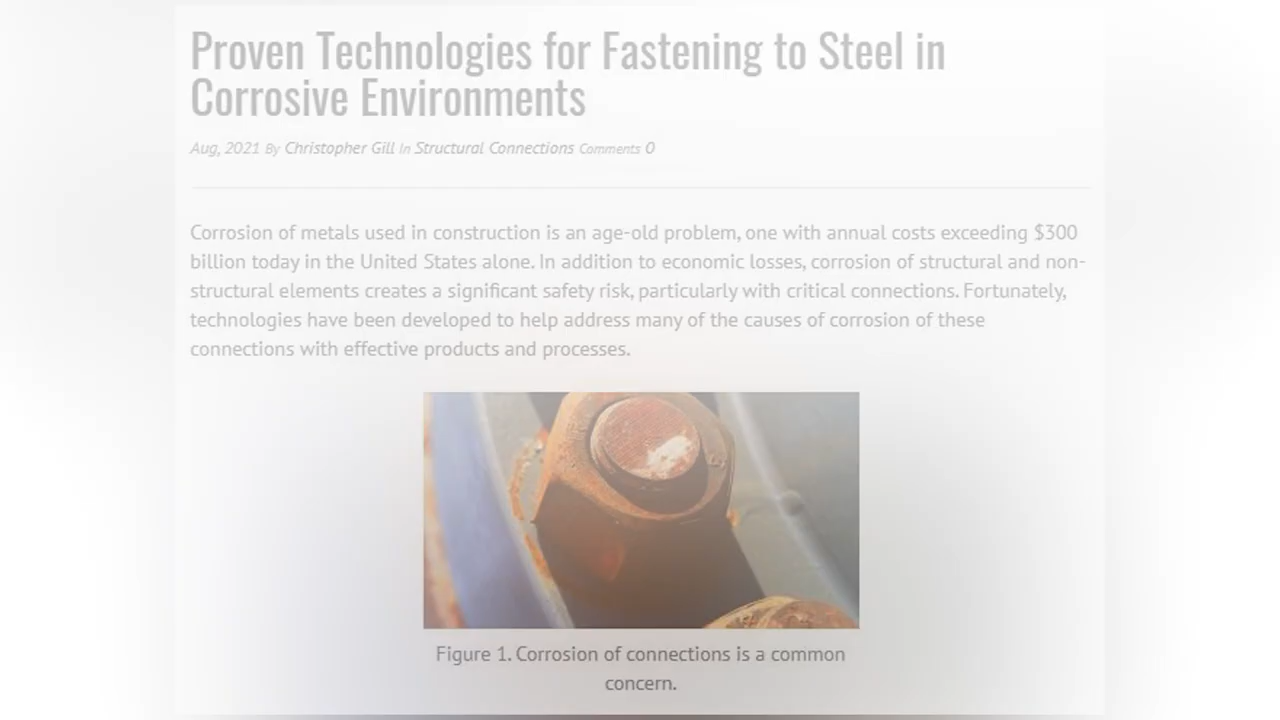 Proven Technologies for Fastening to Steel in
Corrosive Environments
Aug, 2021 By Christopher Gill In Structural Connections Comments 0
Corrosion of metals used in construction is an age-old problem, one with annual costs exceeding $300
billion today in the United States alone. In addition to economic losses, corrosion of structural and non-
structural elements creates a significant safety risk, particularly with critical connections. Fortunately,
technologies have been developed to help address many of the causes of corrosion of these
connections with effective products and processes.
Figure 1. Corrosion of connections is a common
concern.